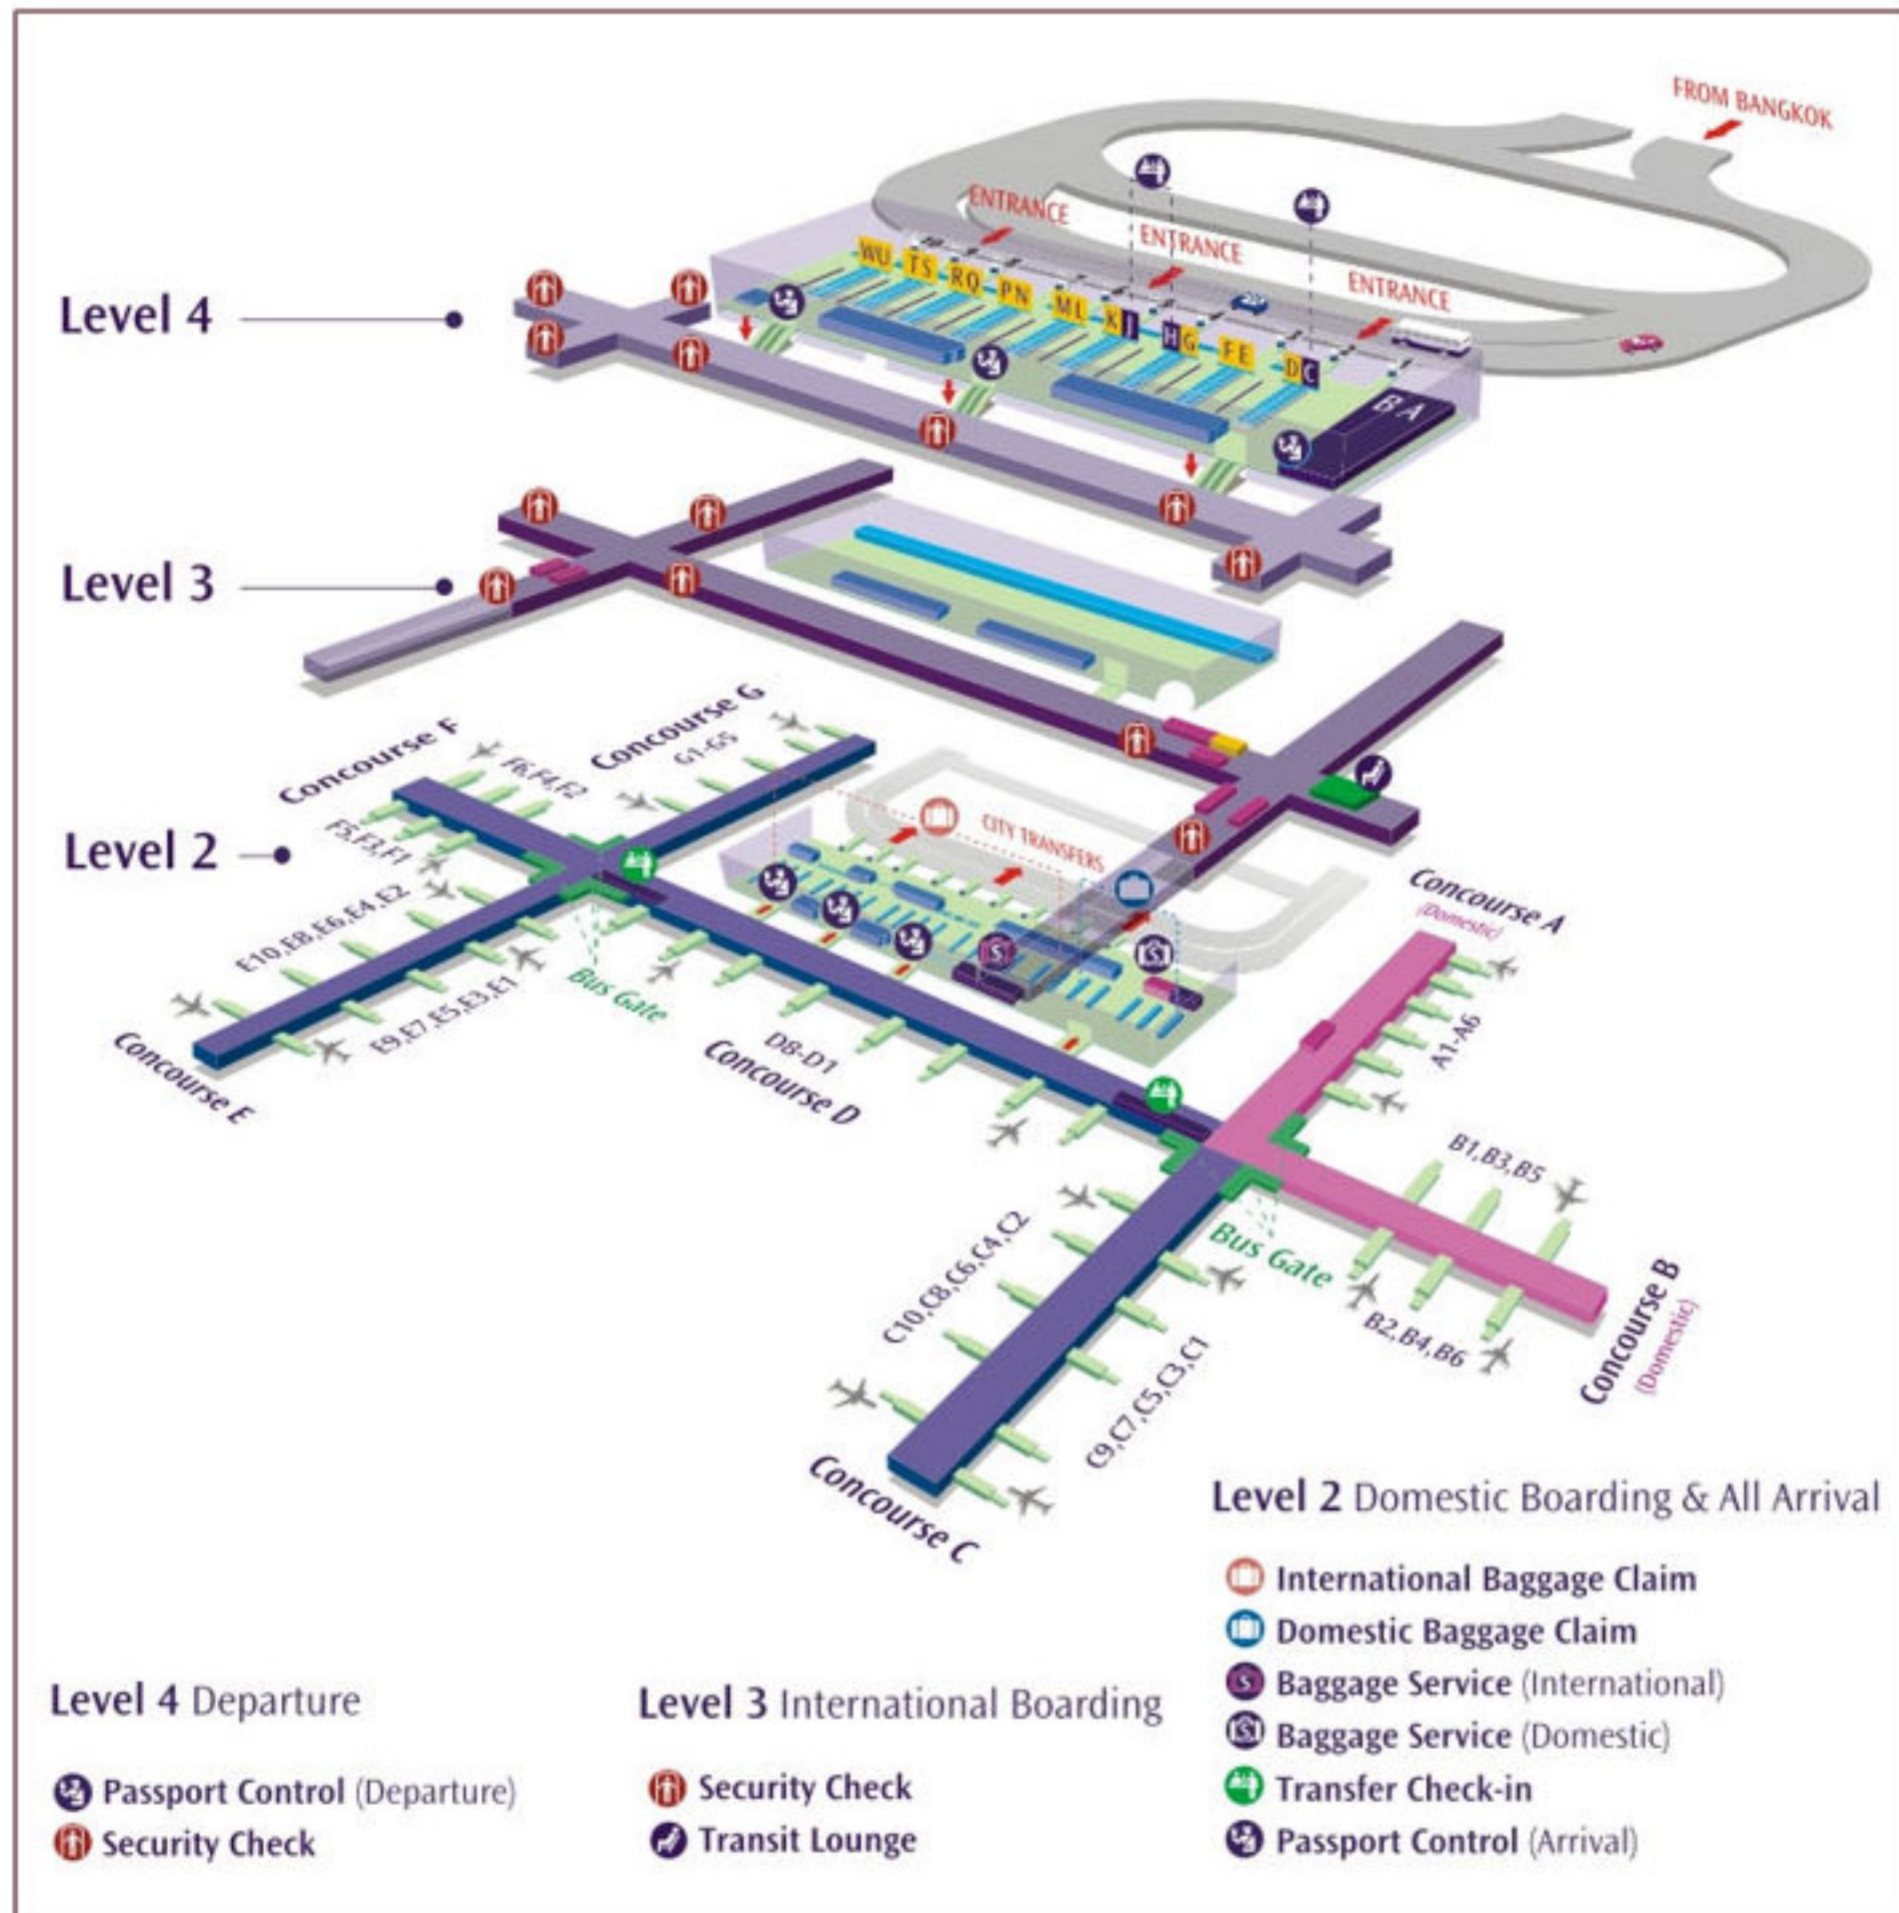 FROM BANGKOK
ENTRANCE
ENTRANCE
ENTRANCE
WU TS RQ PN ML K J H G F E D C
B A
Level 4
Level 3
Level 2
Concourse F
F6,F4,F2
F5,F3,F1
Concourse G
G1-G5
CITY TRANSFERS
E10,E8,E6,E4,E2
E9,E7,E5,E3,E1
Concourse E
Bus Gate
D8-D1
Concourse D
Concourse A
(Domestic)
A1-A6
B1,B3,B5
B2,B4,B6
Concourse B
(Domestic)
Bus Gate
C10,C8,C6,C4,C2
C9,C7,C5,C3,C1
Concourse C
Level 2 Domestic Boarding & All Arrival
International Baggage Claim
Domestic Baggage Claim
S Baggage Service (International)
S Baggage Service (Domestic)
Transfer Check-in
Passport Control (Arrival)
Level 4 Departure
Passport Control (Departure)
Security Check
Level 3 International Boarding
Security Check
Transit Lounge